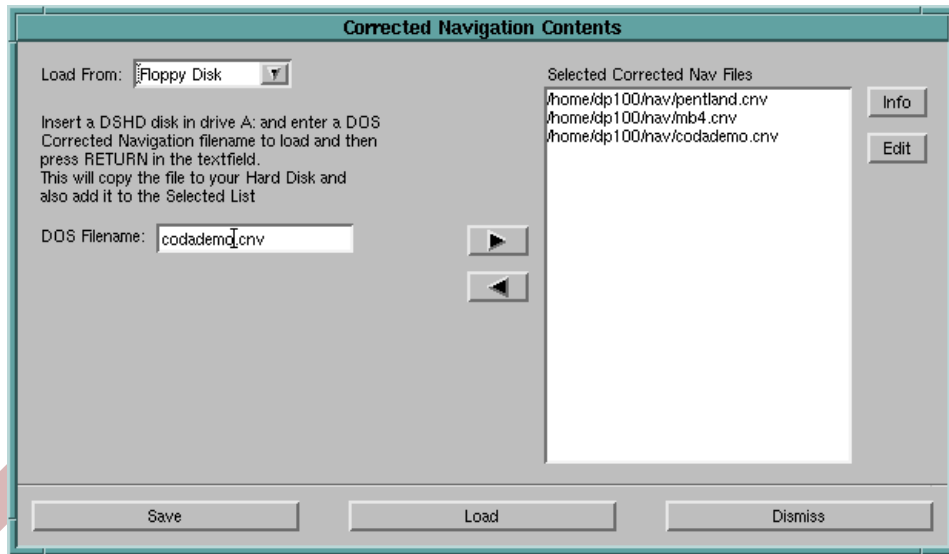 Corrected Navigation Contents
Load From: Floppy Disk
Insert a DSHD disk in drive A: and enter a DOS
Corrected Navigation filename to load and then
press RETURN in the textfield.
This will copy the file to your Hard Disk and
also add it to the Selected List
DOS Filename: codademo.cnv
Selected Corrected Nav Files
/home/dp100/nav/pentland.cnv
/home/dp100/nav/mb4.cnv
/home/dp100/nav/codademo.cnv
Info
Edit
Save
Load
Dismiss